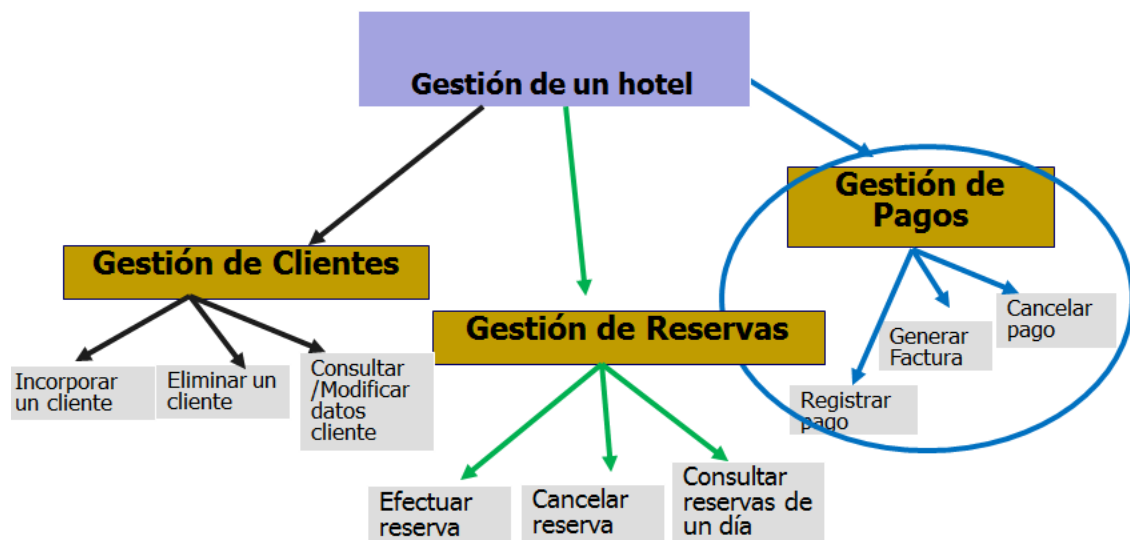 Gestión de un hotel
Gestión de
Pagos
Gestión de Clientes
Cancelar
pago
Gestión de Reservas
Generar
Factura
Incorporar
un cliente
Eliminar un
cliente
Consultar
/Modificar
datos
cliente
Registrar
pago
Efectuar
reserva
Cancelar
reserva
Consultar
reservas de
un día